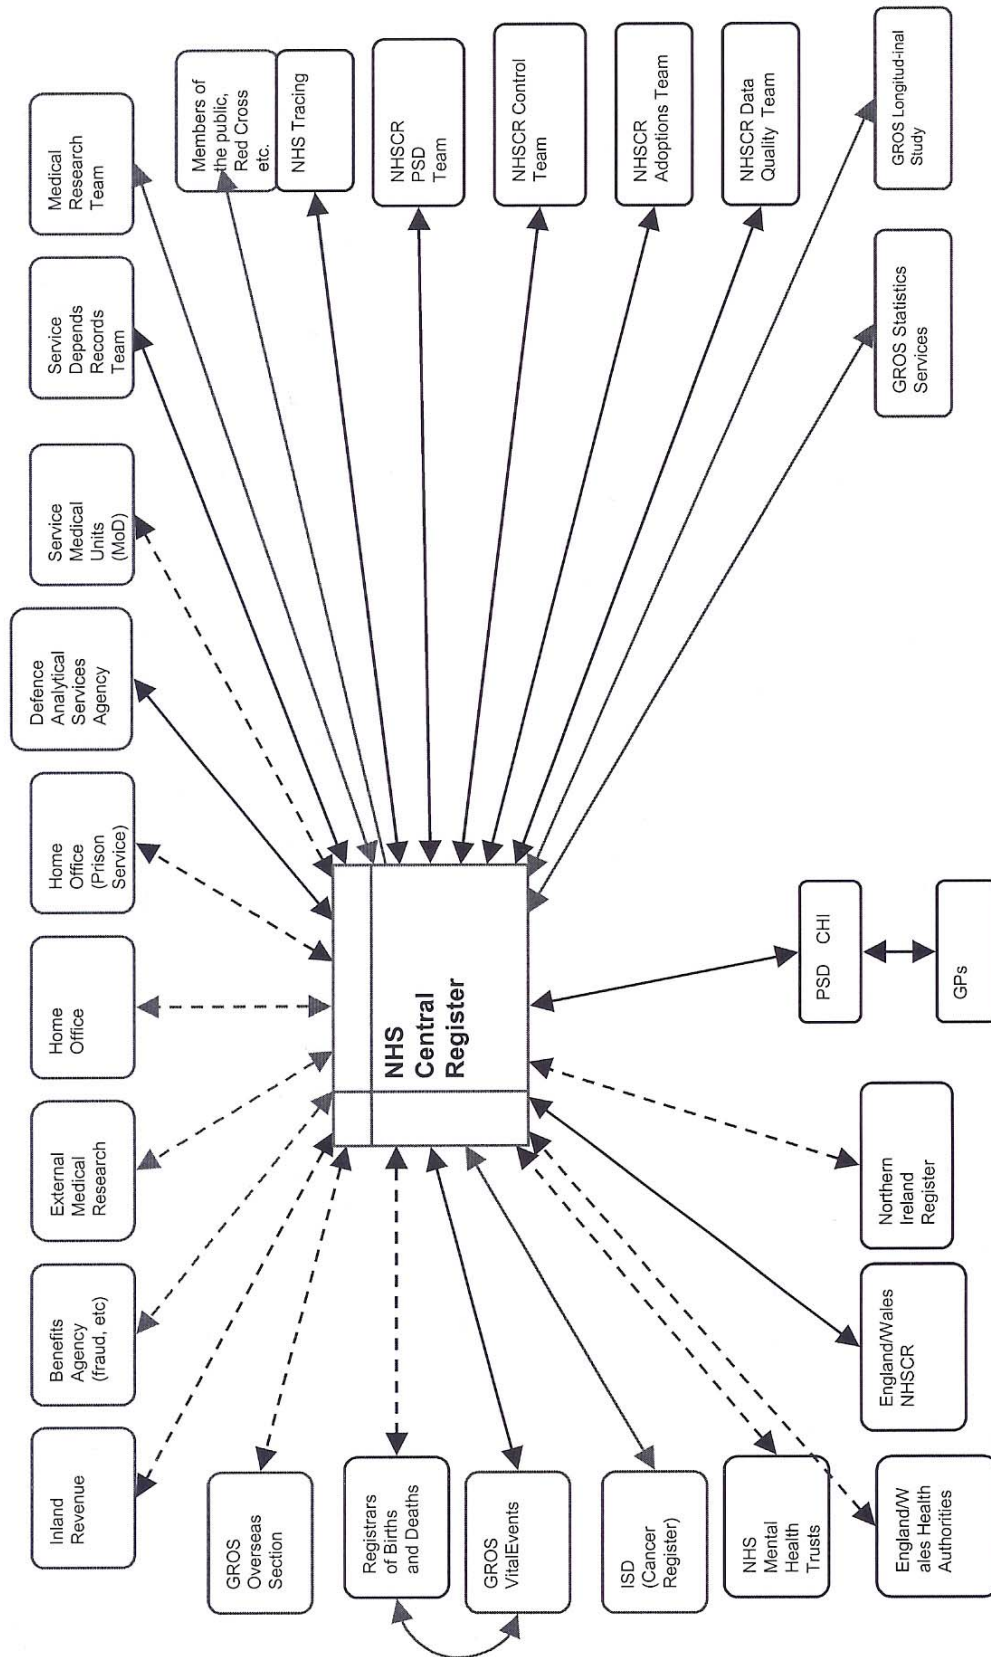 Inland
Revenue
Benefits
Agency
(fraud, etc)
External
Medical
Research
Home
Office
Home
Office
(Prison
Service)
Defence
Analytical
Services
Agency
Service
Medical
Units
(MoD)
Service
Depends
Records
Team
Medical
Research
Team
GROS
Overseas
Section
Members of
the public,
Red Cross
etc.
NHS Tracing
Registrars
of Births
and Deaths
NHSCR
PSD
Team
NHS
Central
Register
GROS
VitalEvents
NHSCR Control
Team
ISD
(Cancer
Register)
NHSCR
Adoptions Team
NHS
Mental
Health
Trusts
NHSCR Data
Quality Team
England/W
ales Health
Authorities
England/Wales
NHSCR
Northern
Ireland
Register
PSD CHI
GPs
GROS Statistics
Services
GROS Longitud-inal
Study